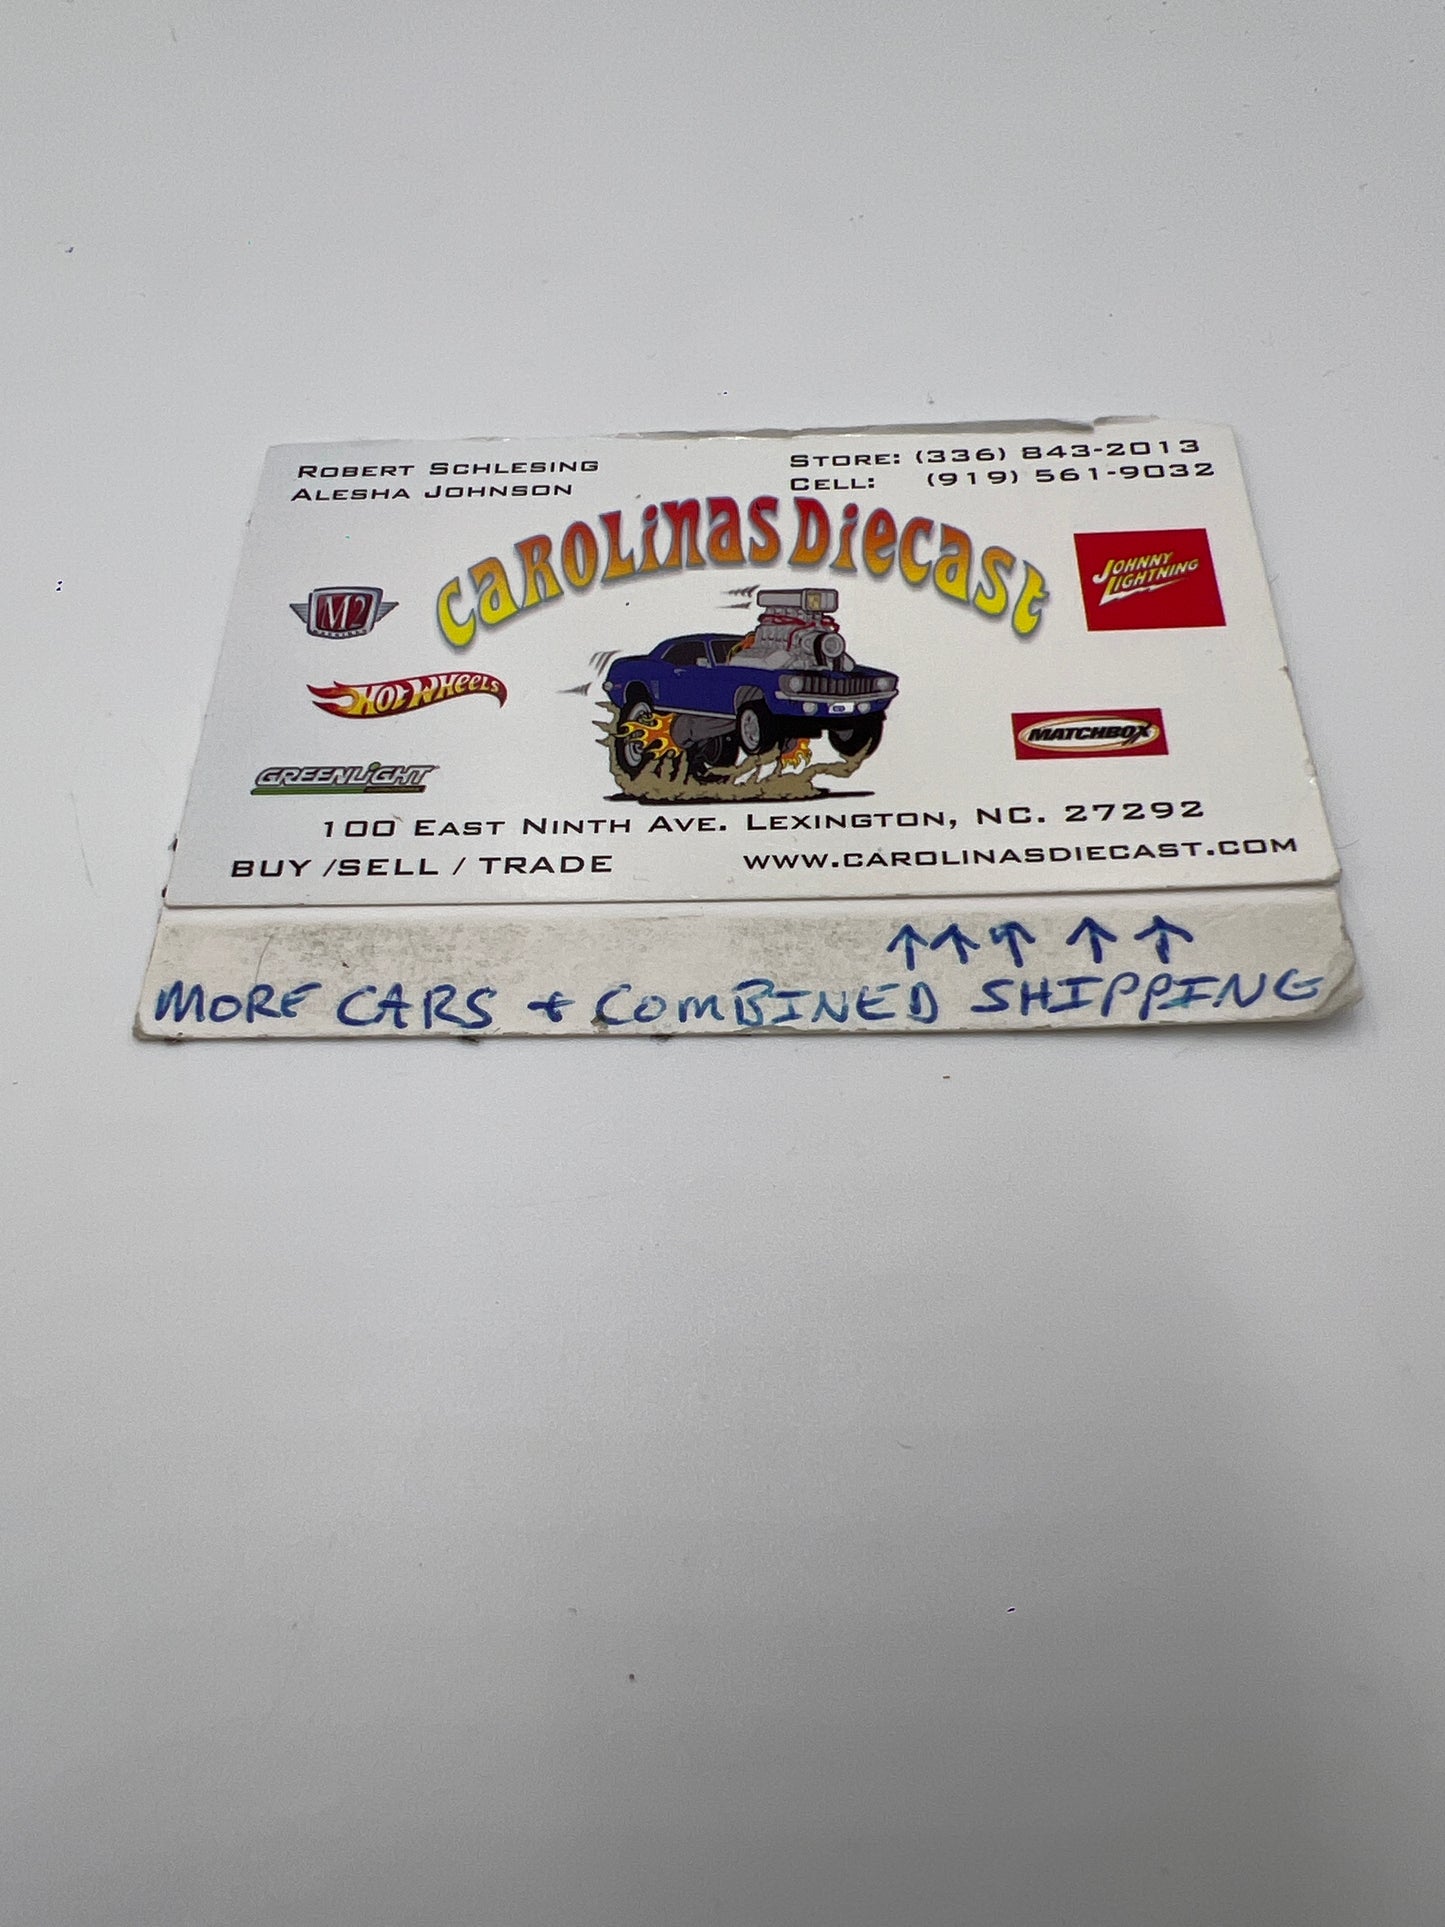 ROBERT SCHLESING
ALESHA JOHNSON
STORE: (336) 843-2013
CELL: (919) 561-9032
CAROLINAS DIECAST
M2
JOHNNY LIGHTNING
HOT WHEELS
MATCHBOX
GREENLIGHT
100 EAST NINTH AVE. LEXINGTON, NC. 27292
BUY /SELL / TRADE
WWW.CAROLINASDIECAST.COM
↑↑↑↑↑
MORE CARS + COMBINED SHIPPING